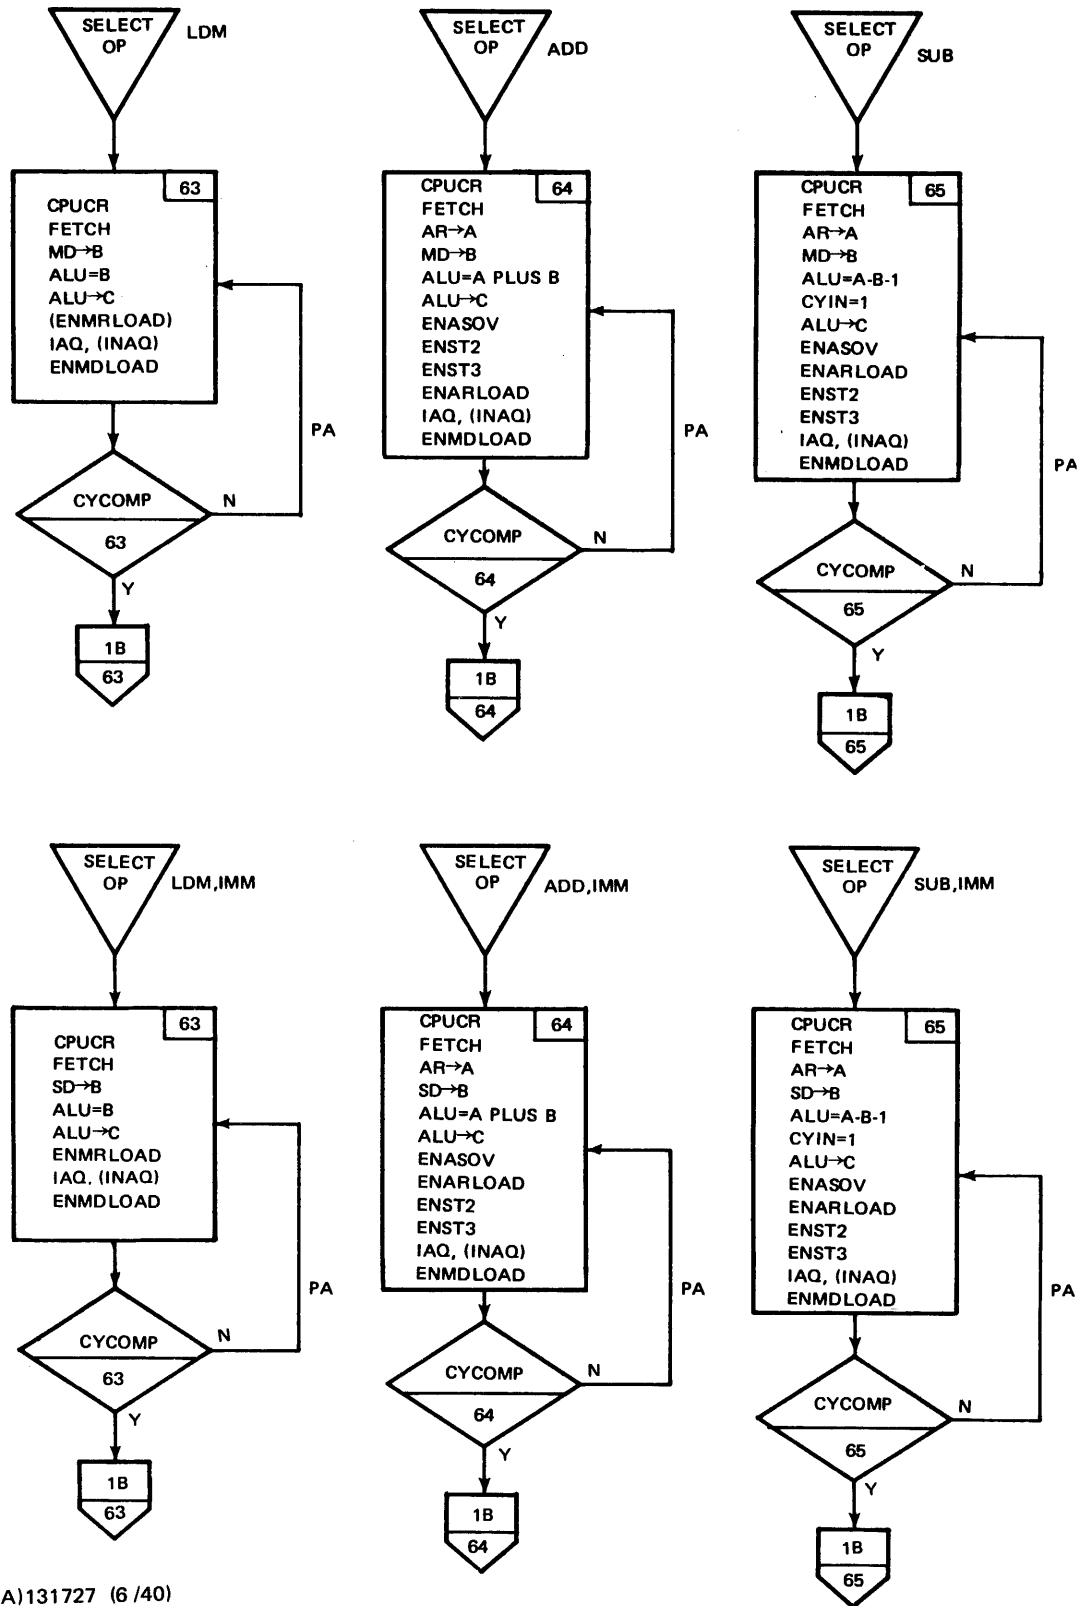 SELECT
OP
LDM
63
CPUCR
FETCH
MD→B
ALU=B
ALU→C
(ENMRLOAD)
IAQ, (INAQ)
ENMDLOAD
PA
CYCOMP
N
63
Y
1B
63
SELECT
OP
ADD
64
CPUCR
FETCH
AR→A
MD→B
ALU=A PLUS B
ALU→C
ENASOV
ENST2
ENST3
ENARLOAD
IAQ, (INAQ)
ENMDLOAD
PA
CYCOMP
N
64
Y
1B
64
SELECT
OP
SUB
65
CPUCR
FETCH
AR→A
MD→B
ALU=A-B-1
CYIN=1
ALU→C
ENASOV
ENARLOAD
ENST2
ENST3
IAQ, (INAQ)
ENMDLOAD
PA
CYCOMP
N
65
Y
1B
65
SELECT
OP
LDM,IMM
63
CPUCR
FETCH
SD→B
ALU=B
ALU→C
ENMRLOAD
IAQ. (INAQ)
ENMDLOAD
PA
CYCOMP
N
63
Y
1B
63
SELECT
OP
ADD,IMM
64
CPUCR
FETCH
AR→A
SD→B
ALU=A PLUS B
ALU→C
ENASOV
ENARLOAD
ENST2
ENST3
IAQ, (INAQ)
ENMDLOAD
PA
CYCOMP
N
64
Y
1B
64
SELECT
OP
SUB,IMM
65
CPUCR
FETCH
AR→A
SD→B
ALU=A-B-1
CYIN=1
ALU→C
ENASOV
ENARLOAD
ENST2
ENST3
IAQ, (INAQ)
ENMDLOAD
PA
CYCOMP
N
65
Y
1B
65
A)131727 (6/40)